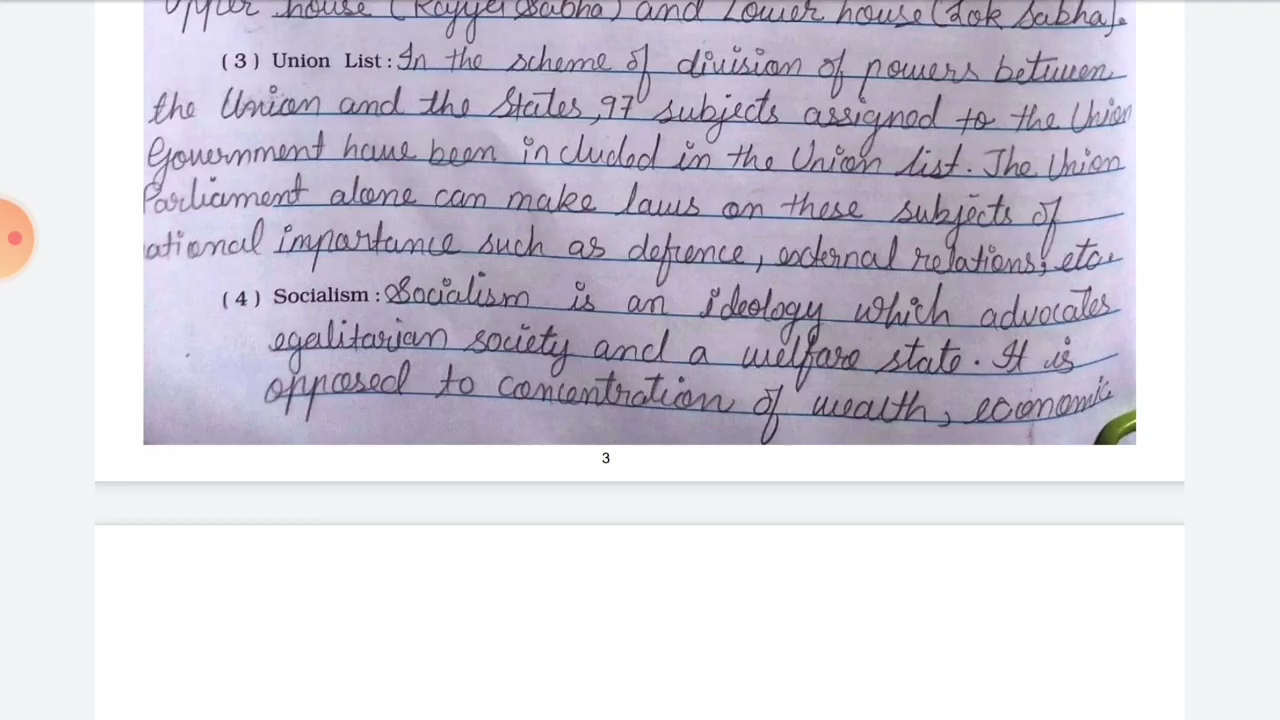 Upper house (Rajya Sabha) and Lower house (Lok Sabha).
(3) Union List: In the scheme of division of powers between
the Union and the States, 97 subjects assigned to the Union
Government have been included in the Union list. The Union
Parliament alone can make laws on these subjects of
ational importance such as defence, external relations, etc.
(4) Socialism: Socialism is an ideology which advocates
egalitarian society and a welfare state. It is
opposed to concentration of wealth, economic
3